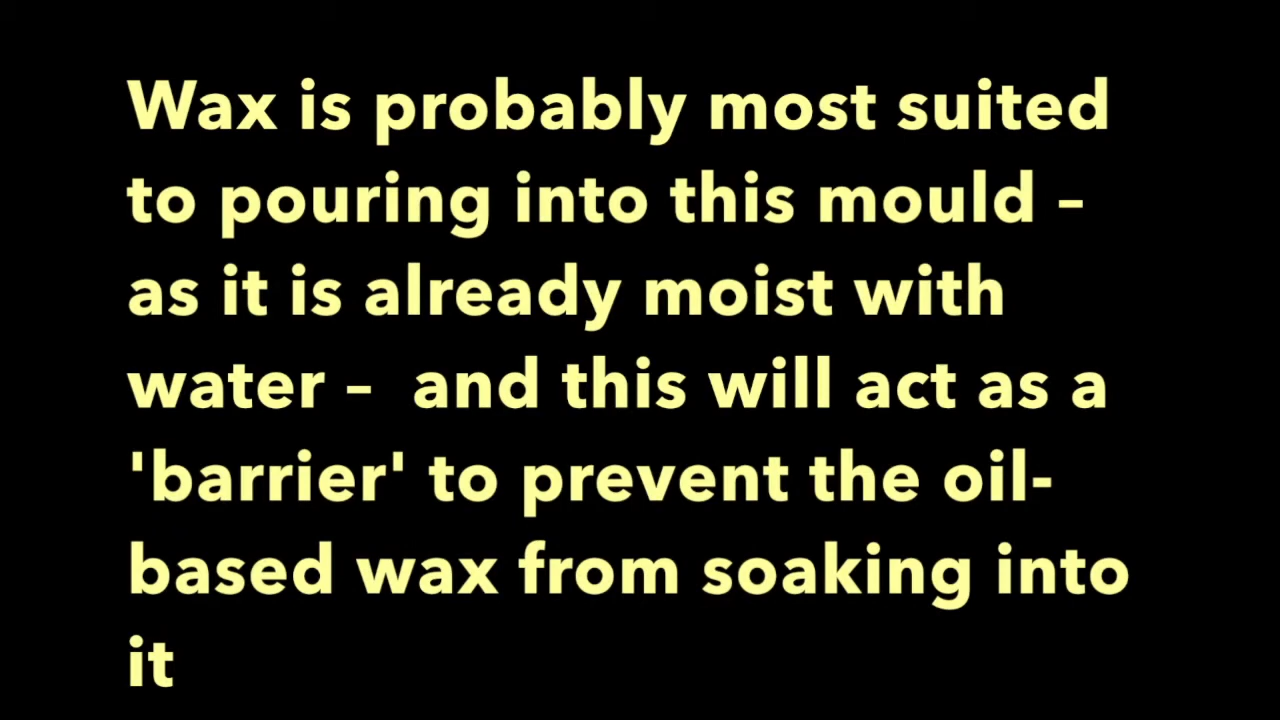 Wax is probably most suited
to pouring into this mould –
as it is already moist with
water –  and this will act as a
'barrier' to prevent the oil-
based wax from soaking into
it